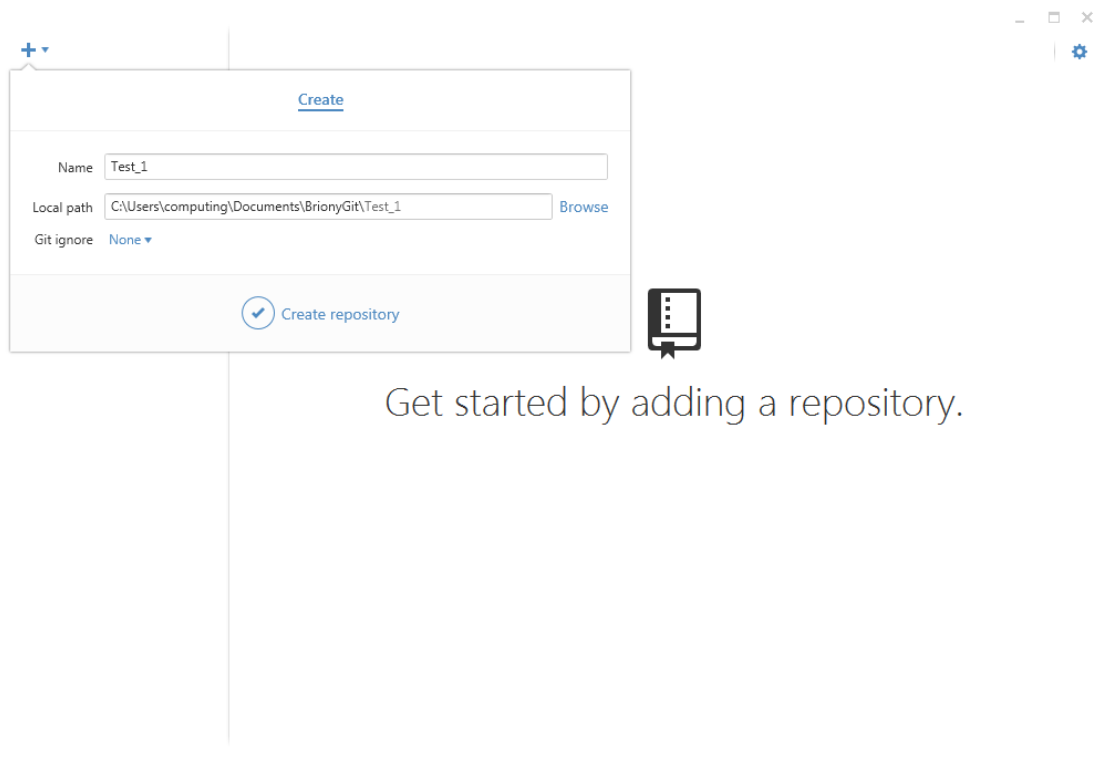 Create
Name Test_1
Local path C:\Users\computing\Documents\BrionyGit\Test_1 Browse
Git ignore None
Create repository
Get started by adding a repository.